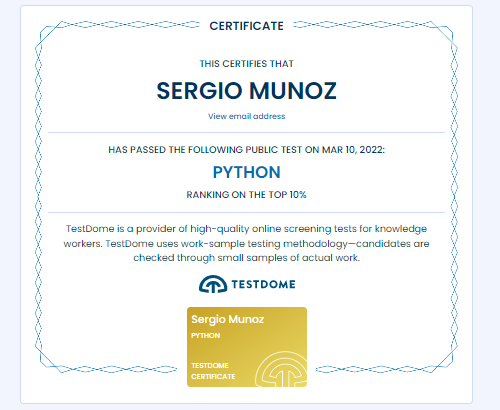 CERTIFICATE
THIS CERTIFIES THAT
SERGIO MUNOZ
View email address
HAS PASSED THE FOLLOWING PUBLIC TEST ON MAR 10, 2022:
PYTHON
RANKING ON THE TOP 10%
TestDome is a provider of high-quality online screening tests for knowledge
workers. TestDome uses work-sample testing methodology—candidates are
checked through small samples of actual work.
TESTDOME
Sergio Munoz
PYTHON
TESTDOME
CERTIFICATE